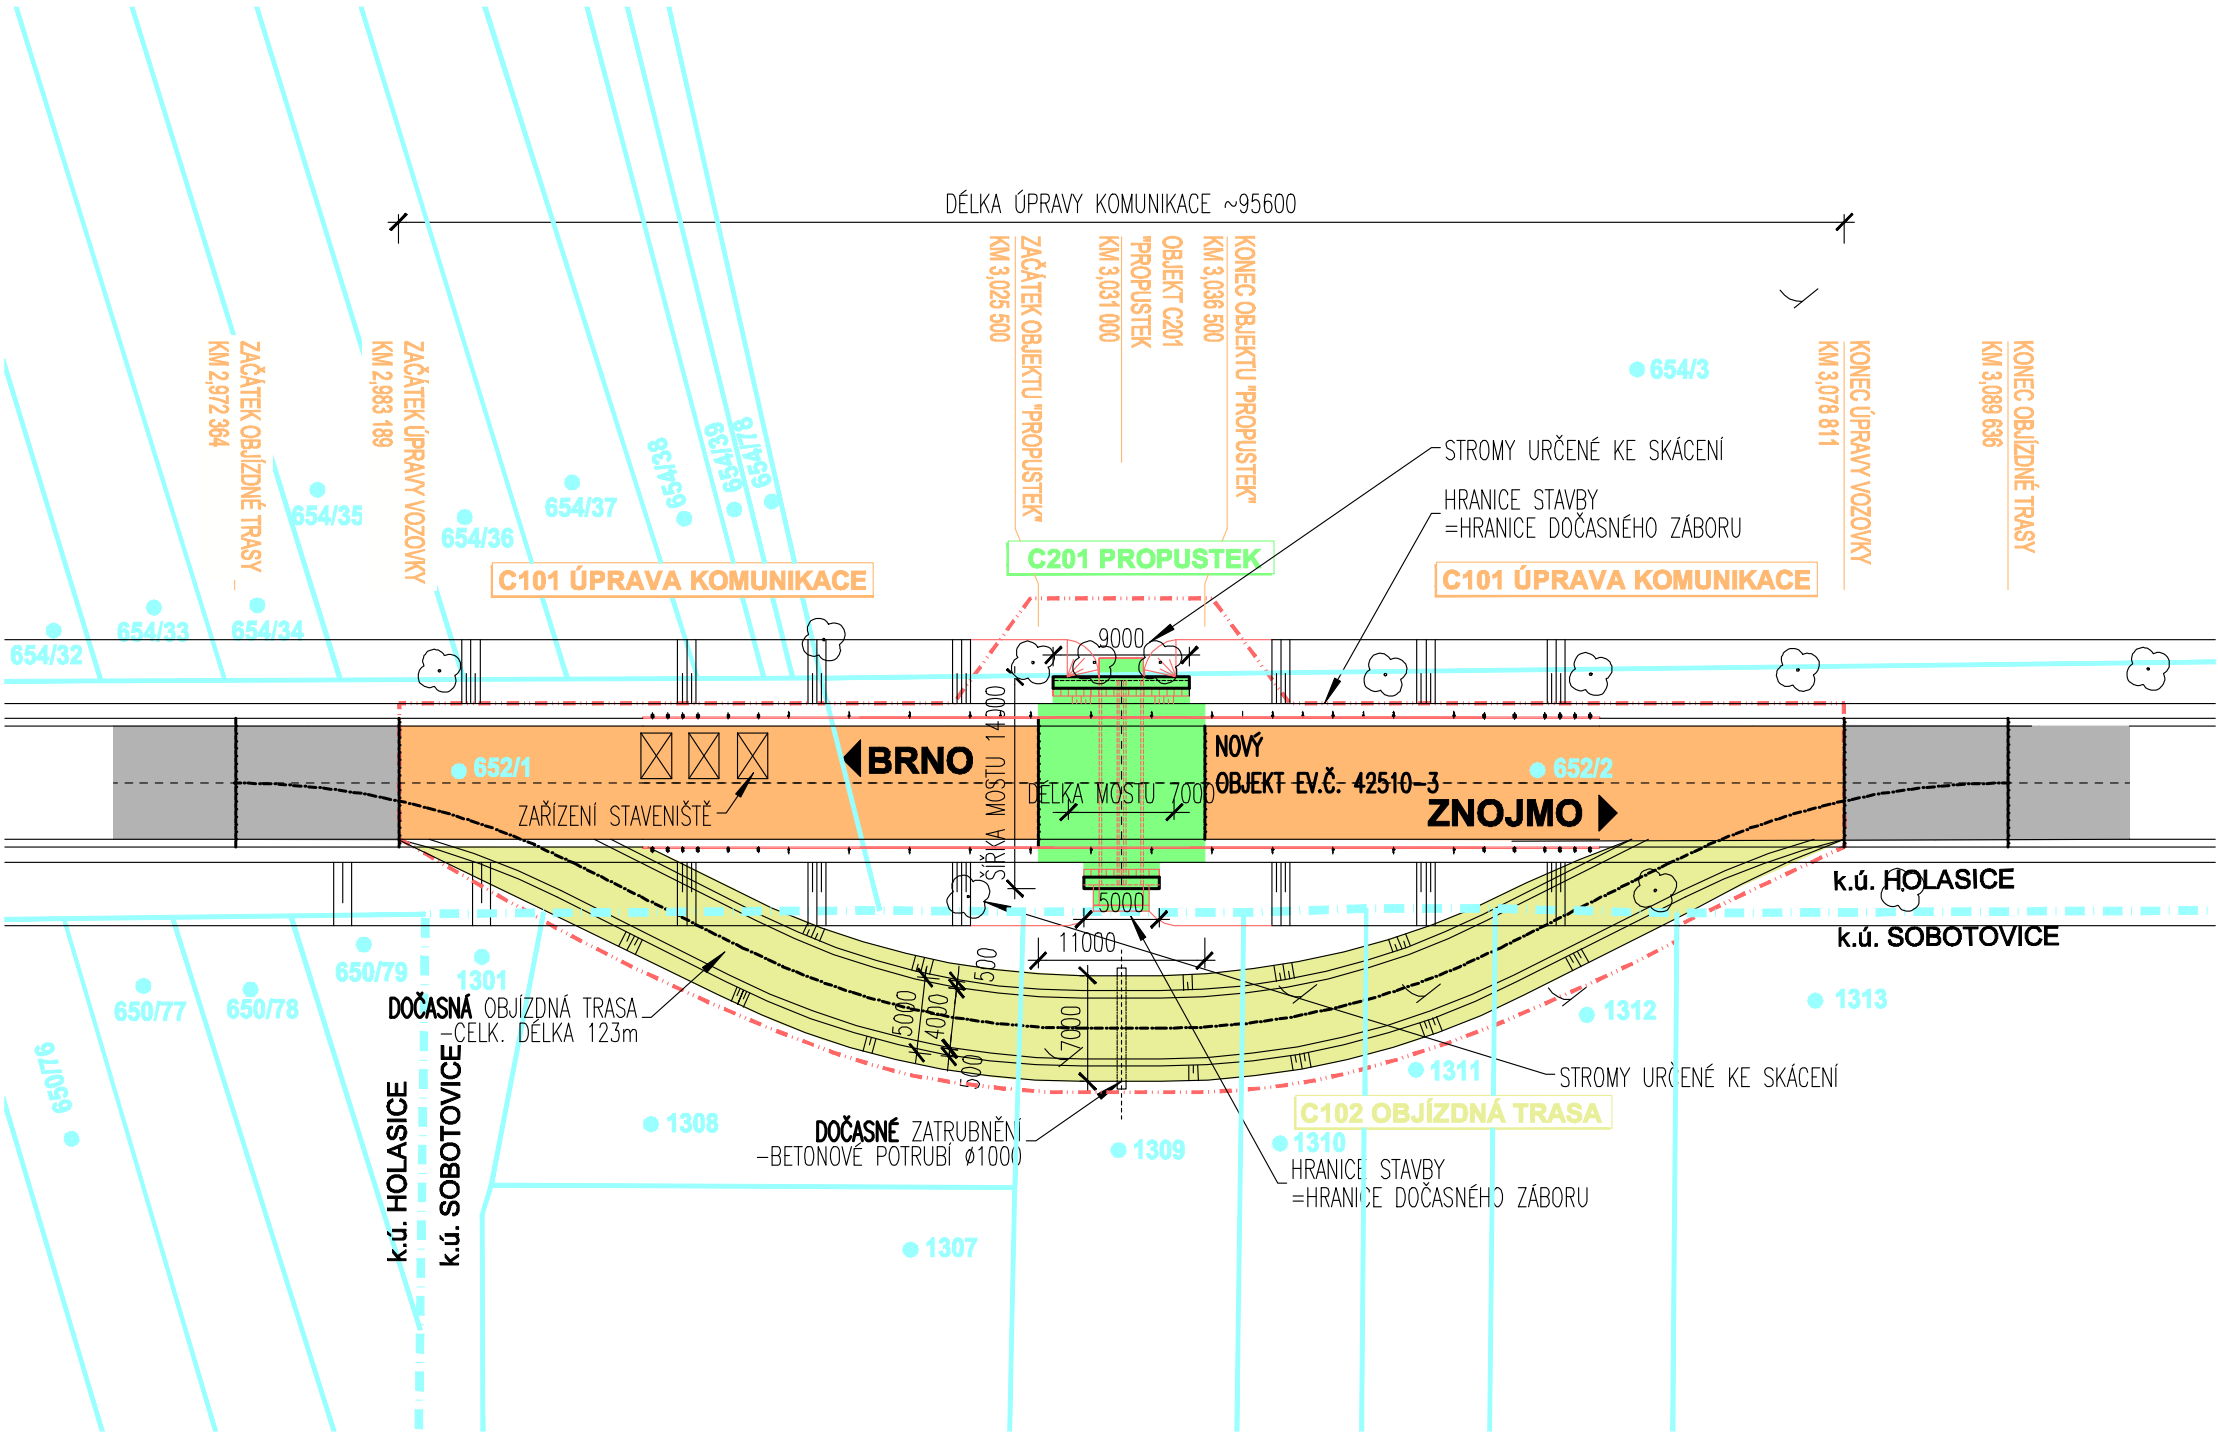 DÉLKA ÚPRAVY KOMUNIKACE ~95600
ZAČÁTEK OBJÍZDNÉ TRASY
KM 2,972 364
ZAČÁTEK ÚPRAVY VOZOVKY
KM 2,983 189
ZAČÁTEK OBJEKTU "PROPUSTEK"
KM 3,025 500
OBJEKT C201
"PROPUSTEK
KM 3,031 000
KONEC OBJEKTU "PROPUSTEK"
KM 3,036 500
KONEC ÚPRAVY VOZOVKY
KM 3,078 811
KONEC OBJÍZDNÉ TRASY
KM 3,089 636
654/3
STROMY URČENÉ KE SKÁCENÍ
HRANICE STAVBY
=HRANICE DOČASNÉHO ZÁBORU
654/35
654/36
654/37
654/38
654/39
654/78
C101 ÚPRAVA KOMUNIKACE
C201 PROPUSTEK
C101 ÚPRAVA KOMUNIKACE
654/32
654/33
654/34
9000
ŠÍŘKA MOSTU 14000
652/1
BRNO
NOVÝ
OBJEKT EV.Č. 42510-3
652/2
DÉLKA MOSTU 7000
ZNOJMO
ZAŘÍZENÍ STAVENIŠTĚ
5000
11000
k.ú. HOLASICE
k.ú. SOBOTOVICE
650/76
650/77
650/78
650/79
1301
DOČASNÁ OBJÍZDNÁ TRASA
-CELK. DÉLKA 123m
500
5000
4000
500
7000
1312
1313
1311
STROMY URČENÉ KE SKÁCENÍ
C102 OBJÍZDNÁ TRASA
k.ú. HOLASICE
k.ú. SOBOTOVICE
1308
DOČASNÉ ZATRUBNĚNÍ
-BETONOVÉ POTRUBÍ ø1000
1309
1310
HRANICE STAVBY
=HRANICE DOČASNÉHO ZÁBORU
1307